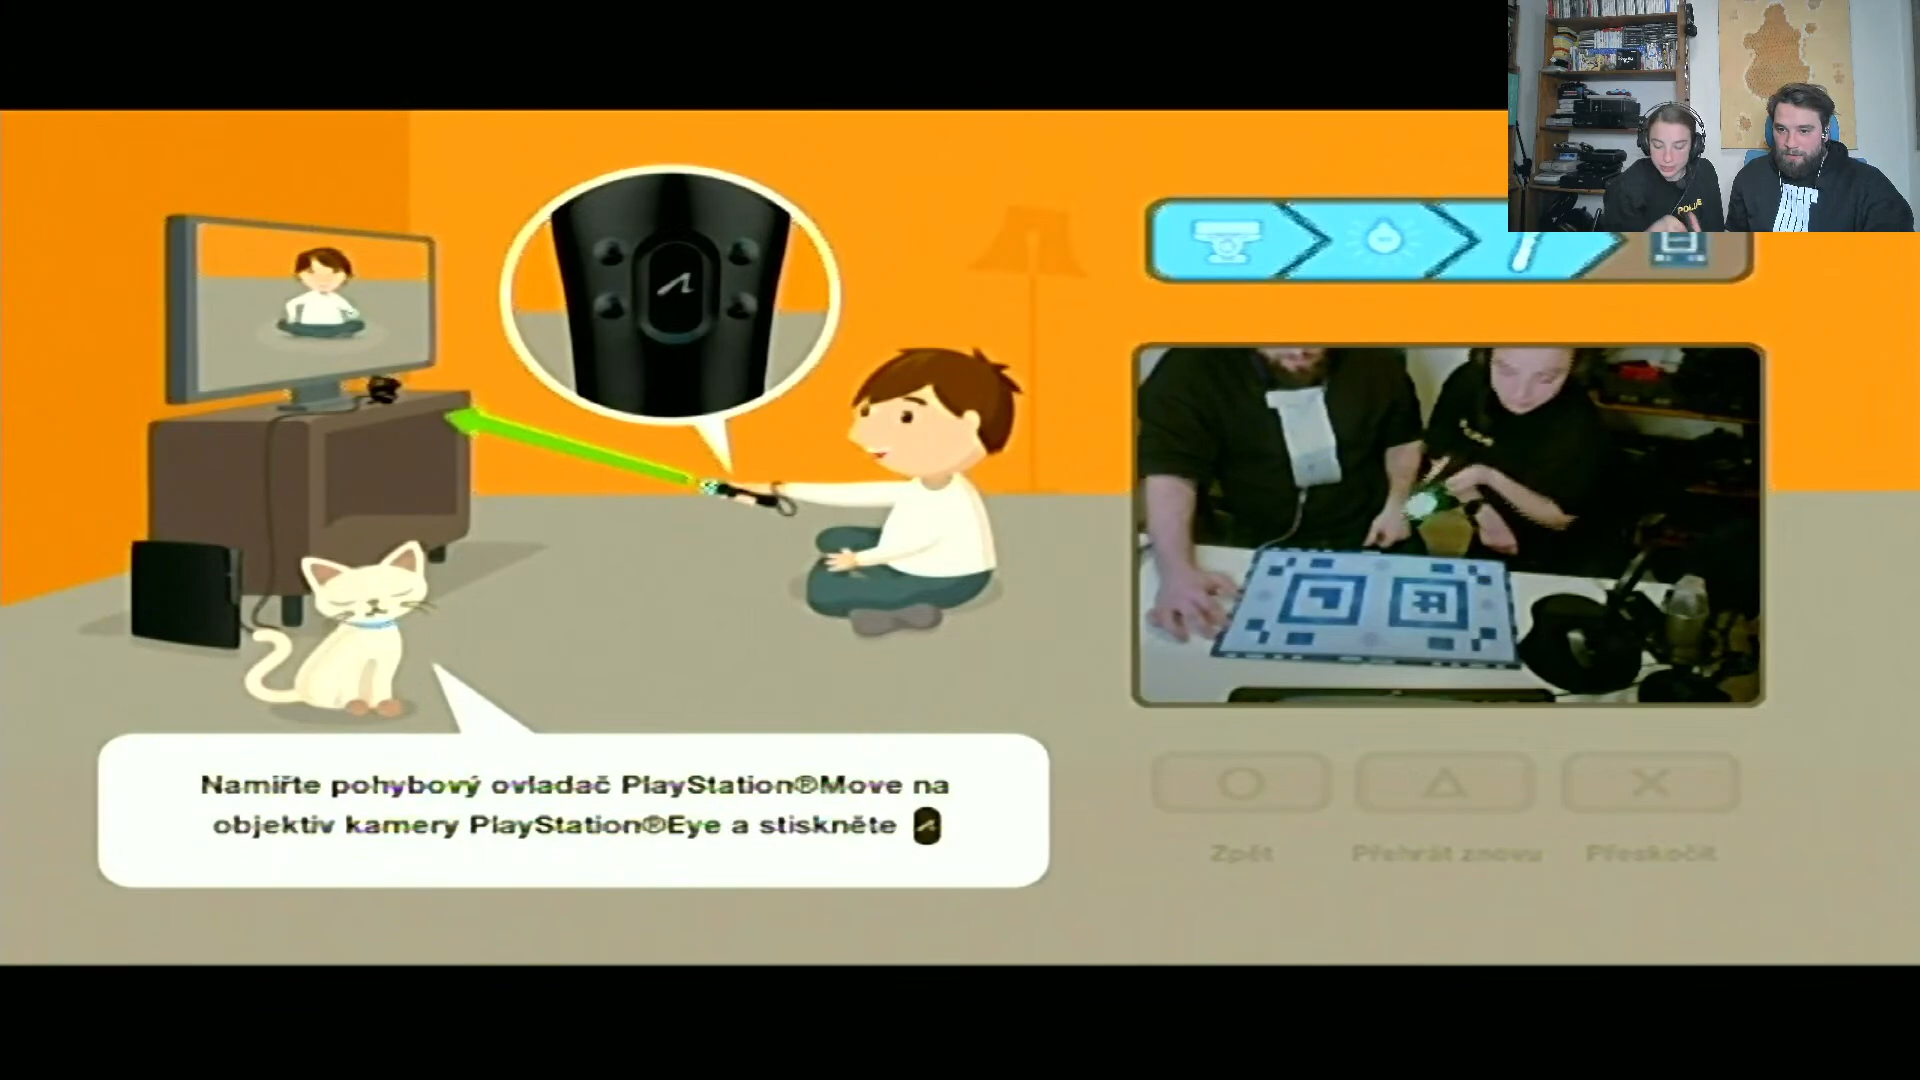 Namiřte pohybový ovladač PlayStation®Move na
objektiv kamery PlayStation®Eye a stiskněte
Zpět
Přehrát znovu
Přeskočit